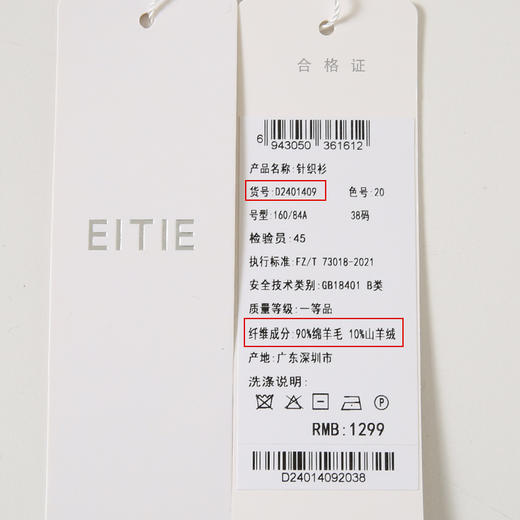 EITIE
合格证
6 943050 361612
产品名称:针织衫
货号:D2401409 色号:20
号型:160/84A 38码
检验员:45
执行标准:FZ/T 73018-2021
安全技术类别:GB18401 B类
质量等级:一等品
纤维成分:90%绵羊毛 10%山羊绒
产地:广东深圳市
洗涤说明:
P
RMB:1299
D24014092038